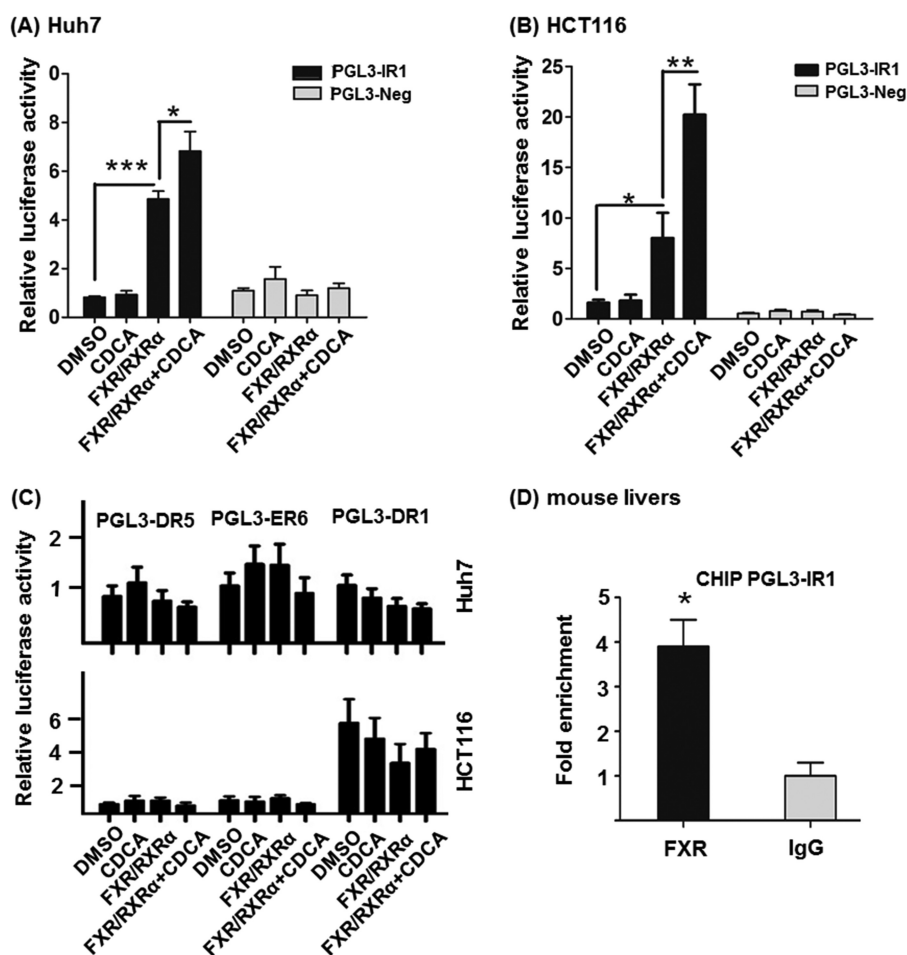 (A) Huh7
Relative luciferase activity
0
8
6
4
2
0
PGL3-IR1
PGL3-Neg
***
*
DMSO
CDCA
FXR/RXRα
FXR/RXRα+CDCA
DMSO
CDCA
FXR/RXRα
FXR/RXRα+CDCA
(B) HCT116
Relative luciferase activity
25
20
15
10
5
0
PGL3-IR1
PGL3-Neg
*
**
DMSO
CDCA
FXR/RXRα
FXR/RXRα+CDCA
DMSO
CDCA
FXR/RXRα
FXR/RXRα+CDCA
(C)
Relative luciferase activity
PGL3-DR5 PGL3-ER6 PGL3-DR1
2
1
Huh7
6
4
2
HCT116
DMSO
CDCA
FXR/RXRα
FXR/RXRα+CDCA
DMSO
CDCA
FXR/RXRα
FXR/RXRα+CDCA
DMSO
CDCA
FXR/RXRα
FXR/RXRα+CDCA
(D) mouse livers
CHIP PGL3-IR1
Fold enrichment
5
4
3
2
1
*
FXR IgG